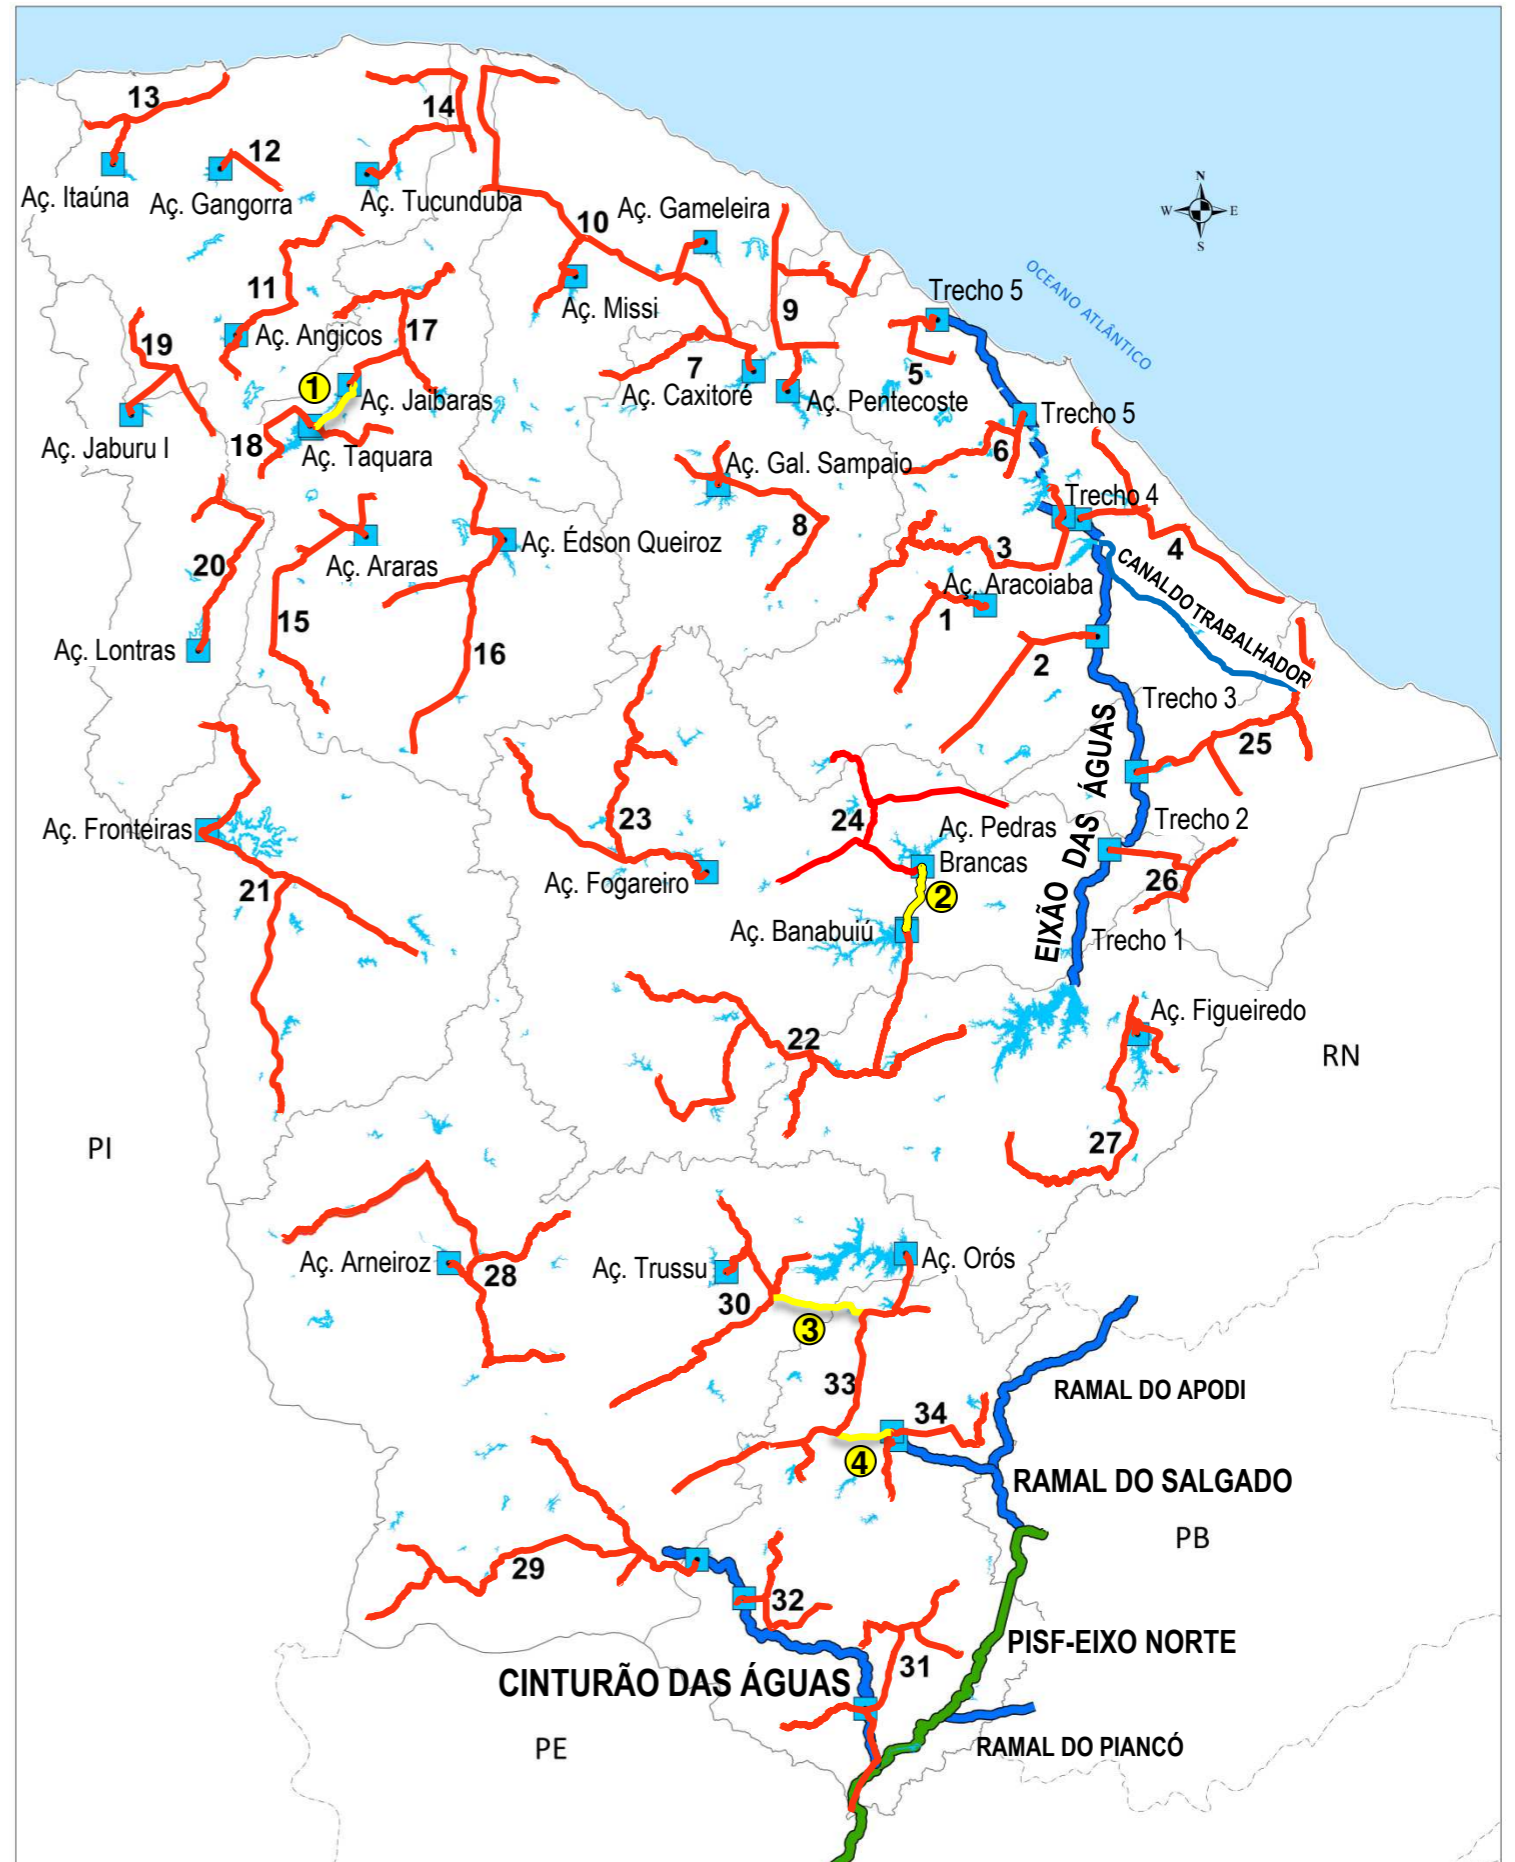 13
14
12
Aç. Itaúna
Aç. Gangorra
Aç. Tucunduba
N
W
E
S
10
Aç. Gameleira
OCEANO ATLÂNTICO
11
Aç. Missi
9
Trecho 5
19
Aç. Angicos
17
7
5
1
Aç. Jaibaras
Aç. Caxitoré
Aç. Pentecoste
Trecho 5
Aç. Jaburu I
18
Aç. Taquara
Aç. Gal. Sampaio
6
Trecho 4
8
Aç. Édson Queiroz
3
4
20
Aç. Araras
Aç. Aracoiaba
CANAL DO TRABALHADOR
15
1
Aç. Lontras
16
2
Trecho 3
EIXÃO DAS ÁGUAS
25
Aç. Fronteiras
23
24
Aç. Pedras
Brancas
Trecho 2
21
Aç. Fogareiro
2
26
Aç. Banabuiú
Trecho 1
22
Aç. Figueiredo
RN
PI
27
Aç. Arneiroz
28
Aç. Trussu
Aç. Orós
30
3
33
RAMAL DO APODI
34
4
RAMAL DO SALGADO
PB
29
32
PISF-EIXO NORTE
31
CINTURÃO DAS ÁGUAS
PE
RAMAL DO PIANCÓ